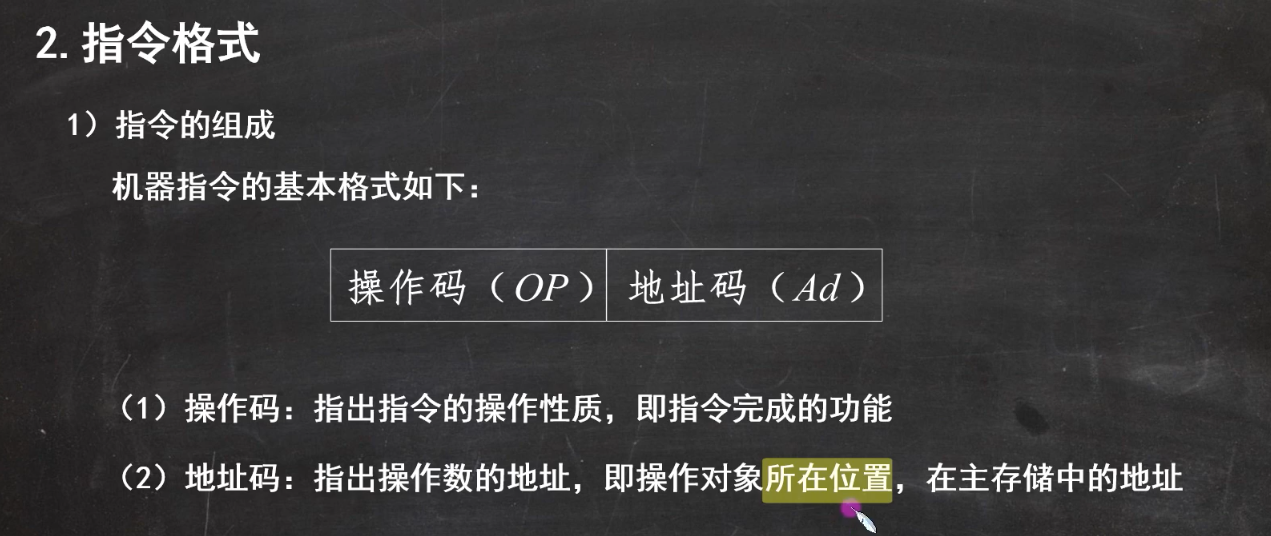 2.指令格式
1）指令的组成
机器指令的基本格式如下：
操作码（OP） 地址码（Ad）
（1）操作码：指出指令的操作性质，即指令完成的功能
（2）地址码：指出操作数的地址，即操作对象所在位置，在主存储中的地址